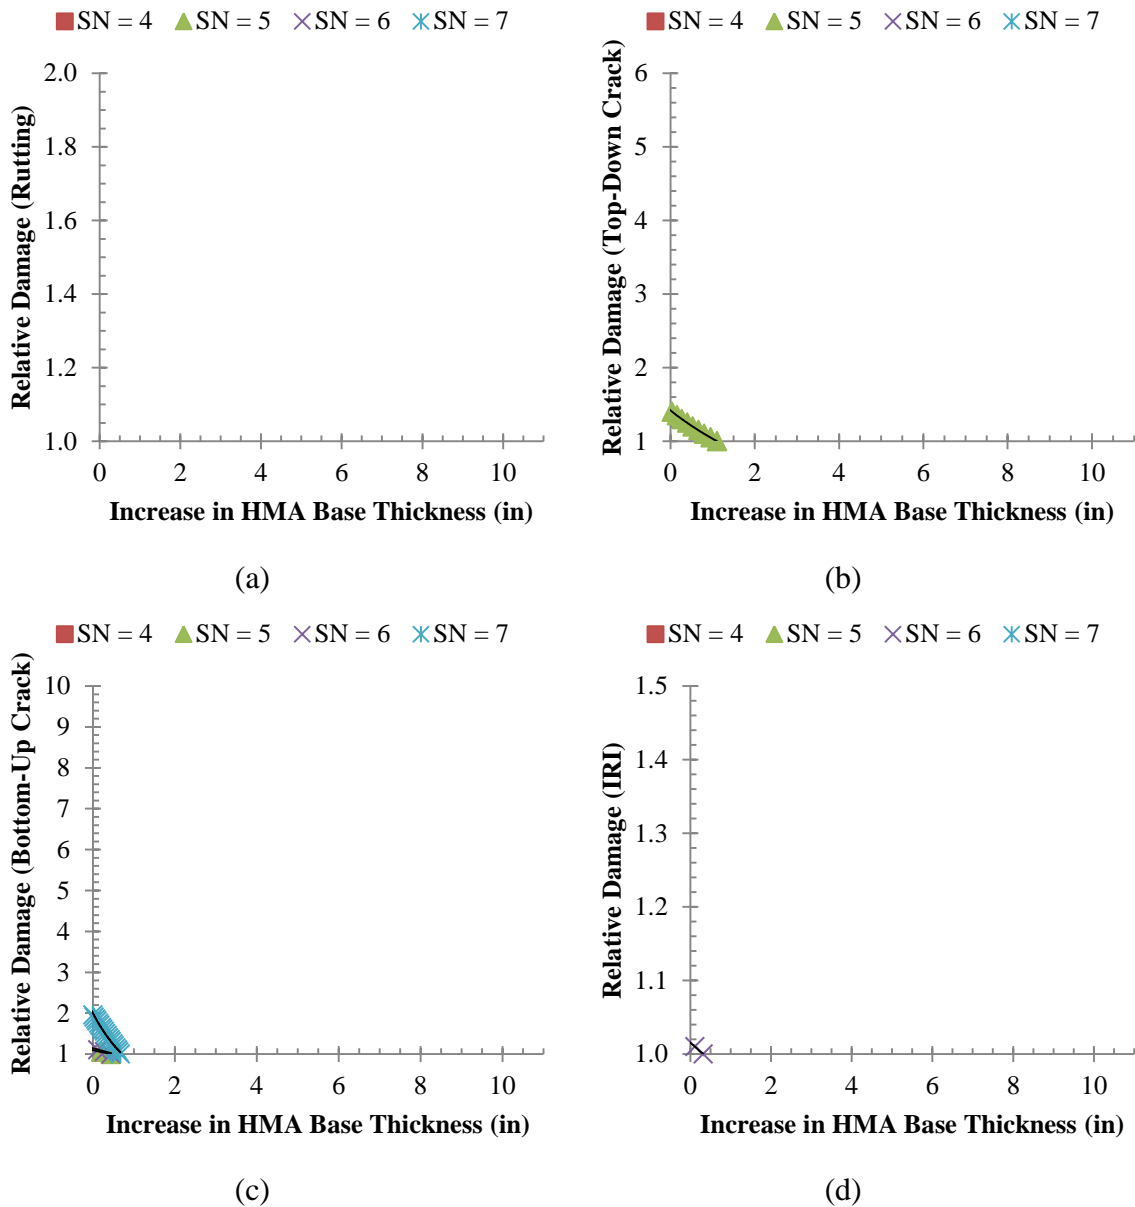 SN = 4 SN = 5 SN = 6 SN = 7
Relative Damage (Rutting)
2.0
1.8
1.6
1.4
1.2
1.0
0 2 4 6 8 10
Increase in HMA Base Thickness (in)
(a)
SN = 4 SN = 5 SN = 6 SN = 7
Relative Damage (Top-Down Crack)
6
5
4
3
2
1
0 2 4 6 8 10
Increase in HMA Base Thickness (in)
(b)
SN = 4 SN = 5 SN = 6 SN = 7
Relative Damage (Bottom-Up Crack)
10
9
8
7
6
5
4
3
2
1
0 2 4 6 8 10
Increase in HMA Base Thickness (in)
(c)
SN = 4 SN = 5 SN = 6 SN = 7
Relative Damage (IRI)
1.5
1.4
1.3
1.2
1.1
1.0
0 2 4 6 8 10
Increase in HMA Base Thickness (in)
(d)